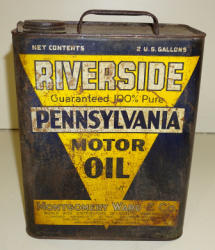 NET CONTENTS 2 U.S. GALLONS
RIVERSIDE
Guaranteed 100% Pure
PENNSYLVANIA
MOTOR
OIL
MONTGOMERY WARD & CO.